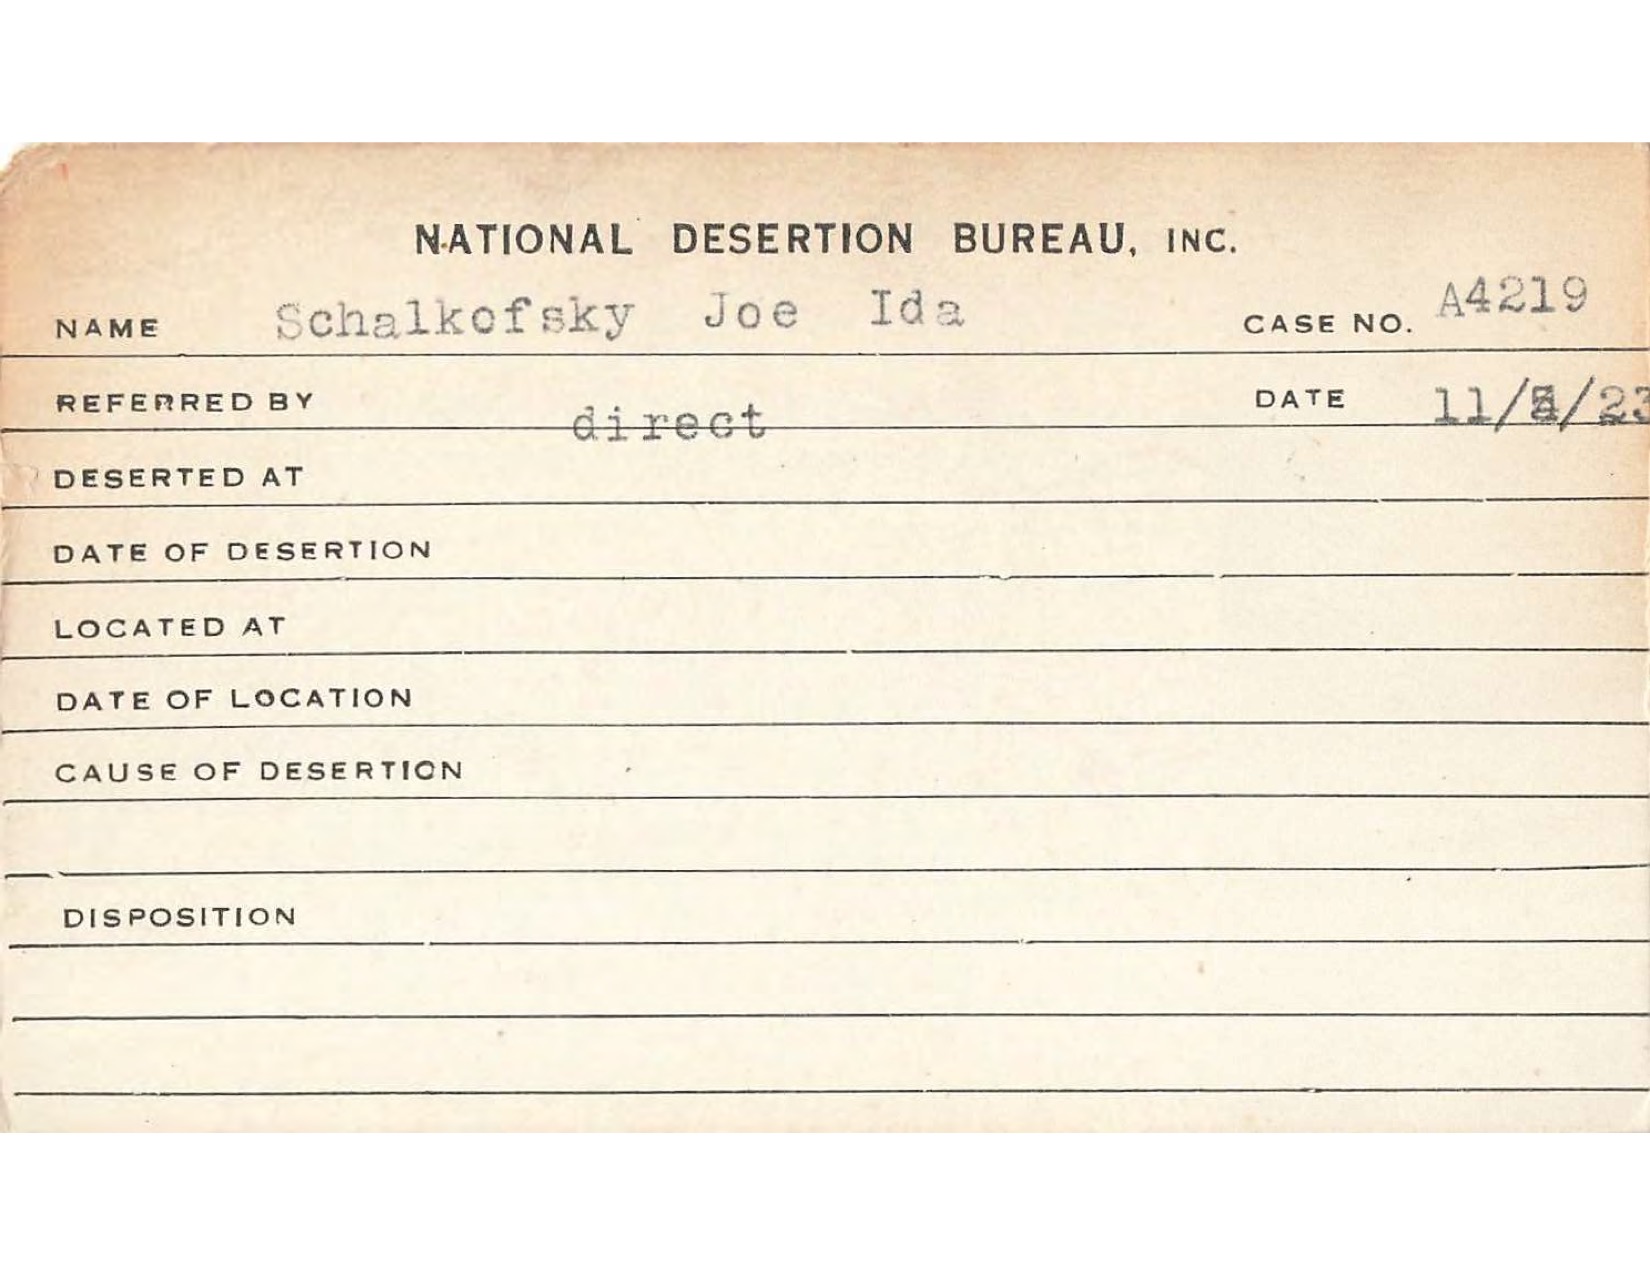 NATIONAL DESERTION BUREAU, INC.
NAME Schalkofsky Joe Ida CASE NO. A4219
REFERRED BY direct DATE
DESERTED AT
DATE OF DESERTION
LOCATED AT
DATE OF LOCATION
CAUSE OF DESERTION
DISPOSITION